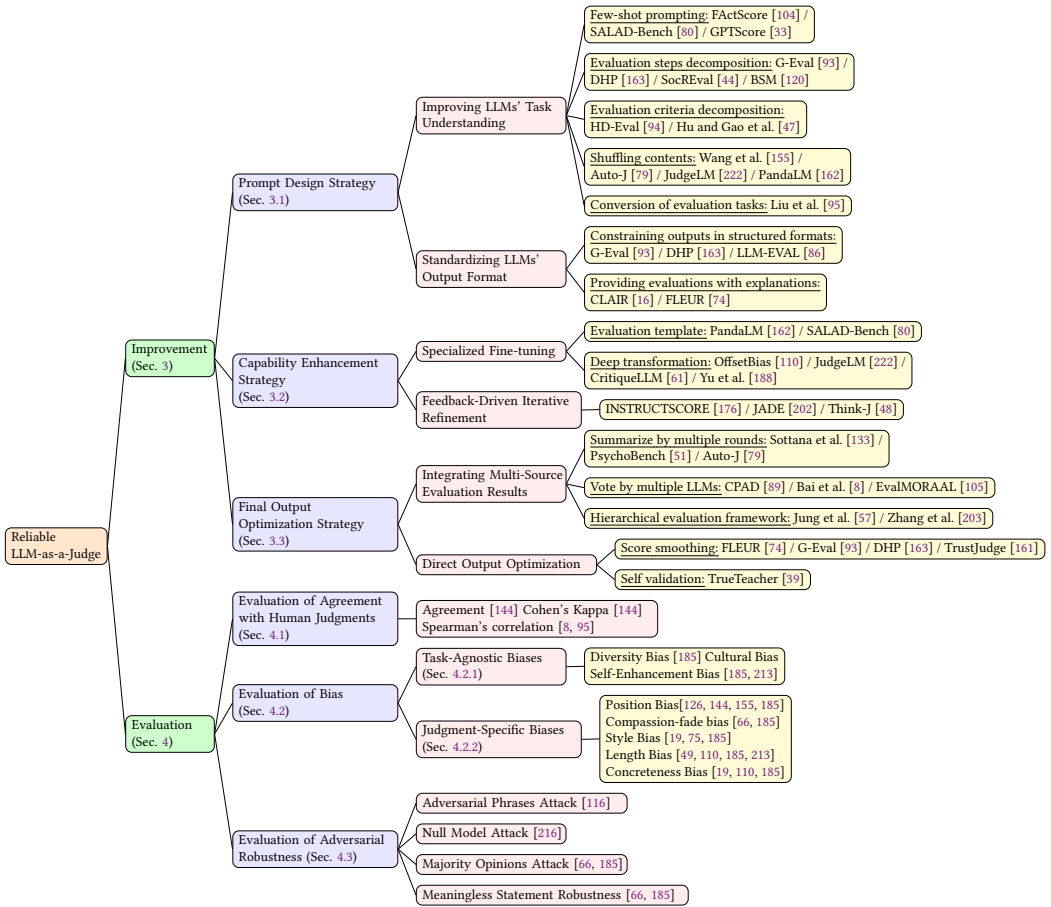 Reliable
LLM-as-a-Judge
Improvement
(Sec. 3)
Prompt Design Strategy
(Sec. 3.1)
Improving LLMs' Task
Understanding
Few-shot prompting: FActScore [104] /
SALAD-Bench [80] / GPTScore [33]
Evaluation steps decomposition: G-Eval [93] /
DHP [163] / SocREval [44] / BSM [120]
Evaluation criteria decomposition:
HD-Eval [94] / Hu and Gao et al. [47]
Shuffling contents: Wang et al. [155] /
Auto-J [79] / JudgeLM [222] / PandaLM [162]
Conversion of evaluation tasks: Liu et al. [95]
Standardizing LLMs'
Output Format
Constraining outputs in structured formats:
G-Eval [93] / DHP [163] / LLM-EVAL [86]
Providing evaluations with explanations:
CLAIR [16] / FLEUR [74]
Capability Enhancement
Strategy
(Sec. 3.2)
Specialized Fine-tuning
Evaluation template: PandaLM [162] / SALAD-Bench [80]
Deep transformation: OffsetBias [110] / JudgeLM [222] /
CritiqueLLM [61] / Yu et al. [188]
Feedback-Driven Iterative
Refinement
INSTRUCTSCORE [176] / JADE [202] / Think-J [48]
Final Output
Optimization Strategy
(Sec. 3.3)
Integrating Multi-Source
Evaluation Results
Summarize by multiple rounds: Sottana et al. [133] /
PsychoBench [51] / Auto-J [79]
Vote by multiple LLMs: CPAD [89] / Bai et al. [8] / EvalMORAAL [105]
Hierarchical evaluation framework: Jung et al. [57] / Zhang et al. [203]
Direct Output Optimization
Score smoothing: FLEUR [74] / G-Eval [93] / DHP [163] / TrustJudge [161]
Self validation: TrueTeacher [39]
Evaluation
(Sec. 4)
Evaluation of Agreement
with Human Judgments
(Sec. 4.1)
Agreement [144] Cohen's Kappa [144]
Spearman's correlation [8, 95]
Evaluation of Bias
(Sec. 4.2)
Task-Agnostic Biases
(Sec. 4.2.1)
Diversity Bias [185] Cultural Bias
Self-Enhancement Bias [185, 213]
Judgment-Specific Biases
(Sec. 4.2.2)
Position Bias[126, 144, 155, 185]
Compassion-fade bias [66, 185]
Style Bias [19, 75, 185]
Length Bias [49, 110, 185, 213]
Concreteness Bias [19, 110, 185]
Evaluation of Adversarial
Robustness (Sec. 4.3)
Adversarial Phrases Attack [116]
Null Model Attack [216]
Majority Opinions Attack [66, 185]
Meaningless Statement Robustness [66, 185]